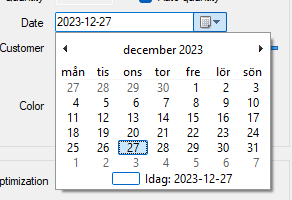 Date 2023-12-27
Customer
december 2023
mån tis ons tor fre lör sön
27 28 29 30 1 2 3
4 5 6 7 8 9 10
11 12 13 14 15 16 17
Color
18 19 20 21 22 23 24
25 26 27 28 29 30 31
1 2 3 4 5 6 7
ptimization
Idag: 2023-12-27